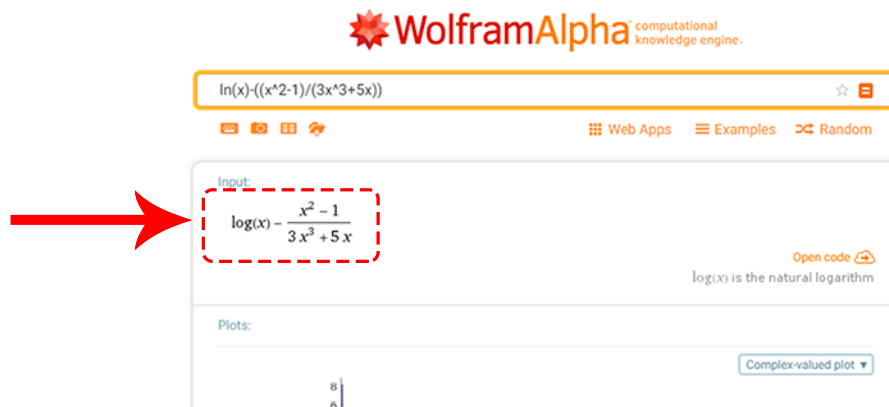 WolframAlpha computational knowledge engine.
ln(x)-((x^2-1)/(3x^3+5x))
Web Apps Examples Random
Input:
log(x) − (x² − 1)/(3 x³ + 5 x)
Open code
log(x) is the natural logarithm
Plots:
Complex-valued plot ▼
8
6